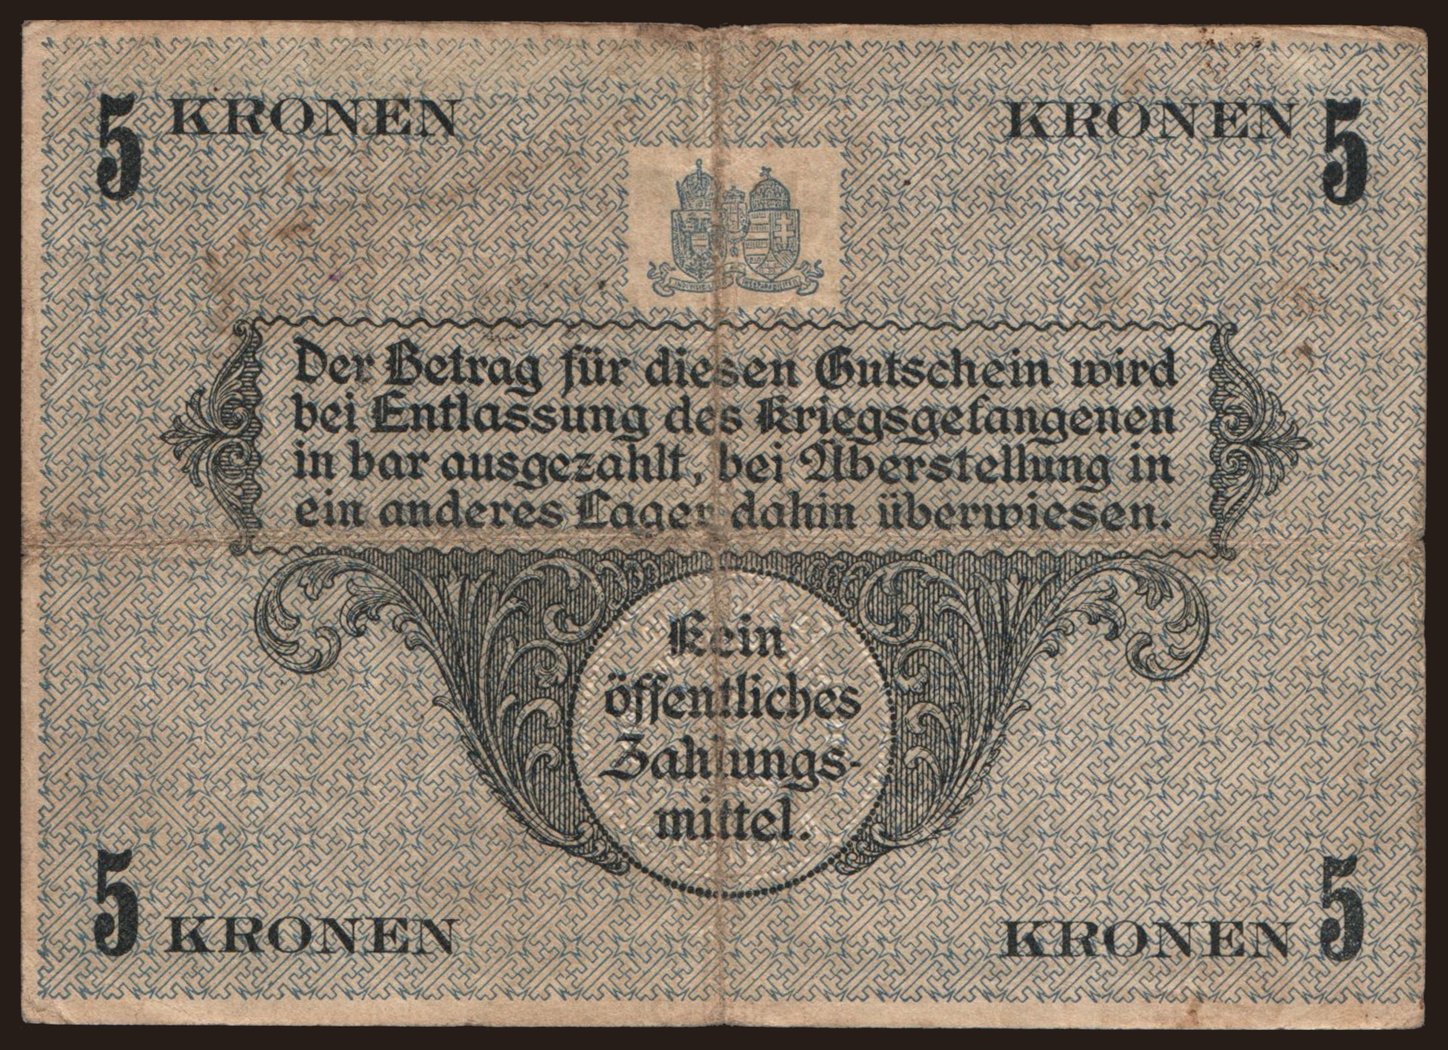 5 KRONEN
KRONEN 5
Der Betrag für diesen Gutschein wird
bei Entlassung des Kriegsgefangenen
in bar ausgezahlt, bei Überstellung in
ein anderes Lager dahin überwiesen.
Kein
öffentliches
Zahlungs-
mittel.
5 KRONEN
KRONEN 5